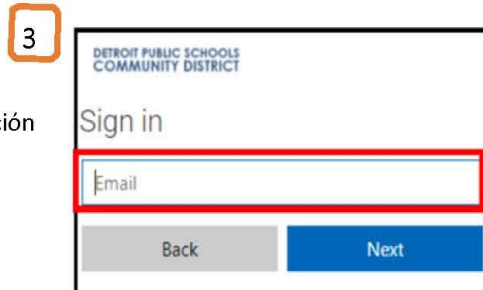 3
DETROIT PUBLIC SCHOOLS
COMMUNITY DISTRICT
ción
Sign in
Email
Back Next